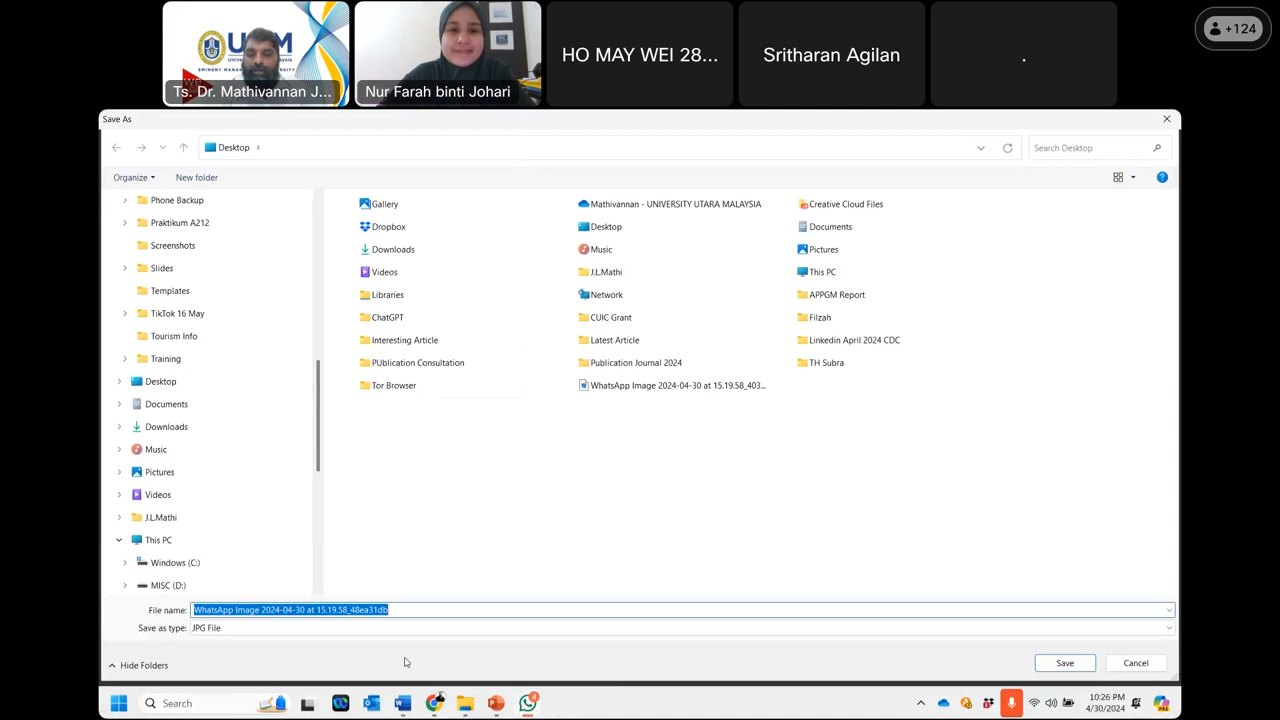 Ts. Dr. Mathivannan J...
Nur Farah binti Johari
HO MAY WEI 28...
Sritharan Agilan
.
+124
Save As
Desktop
Search Desktop
Organize
New folder
Phone Backup
Praktikum A212
Screenshots
Slides
Templates
TikTok 16 May
Tourism Info
Training
Desktop
Documents
Downloads
Music
Pictures
Videos
J.L.Mathi
This PC
Windows (C:)
MISC (D:)
Gallery
Mathivannan - UNIVERSITY UTARA MALAYSIA
Creative Cloud Files
Dropbox
Desktop
Documents
Downloads
Music
Pictures
Videos
J.L.Mathi
This PC
Libraries
Network
APPGM Report
ChatGPT
CUIC Grant
Filzah
Interesting Article
Latest Article
Linkedin April 2024 CDC
PUblication Consultation
Publication Journal 2024
TH Subra
Tor Browser
WhatsApp Image 2024-04-30 at 15.19.58_403...
File name: WhatsApp Image 2024-04-30 at 15.19.58_48ea31db
Save as type: JPG File
Hide Folders
Save
Cancel
Search
4
10:26 PM
4/30/2024